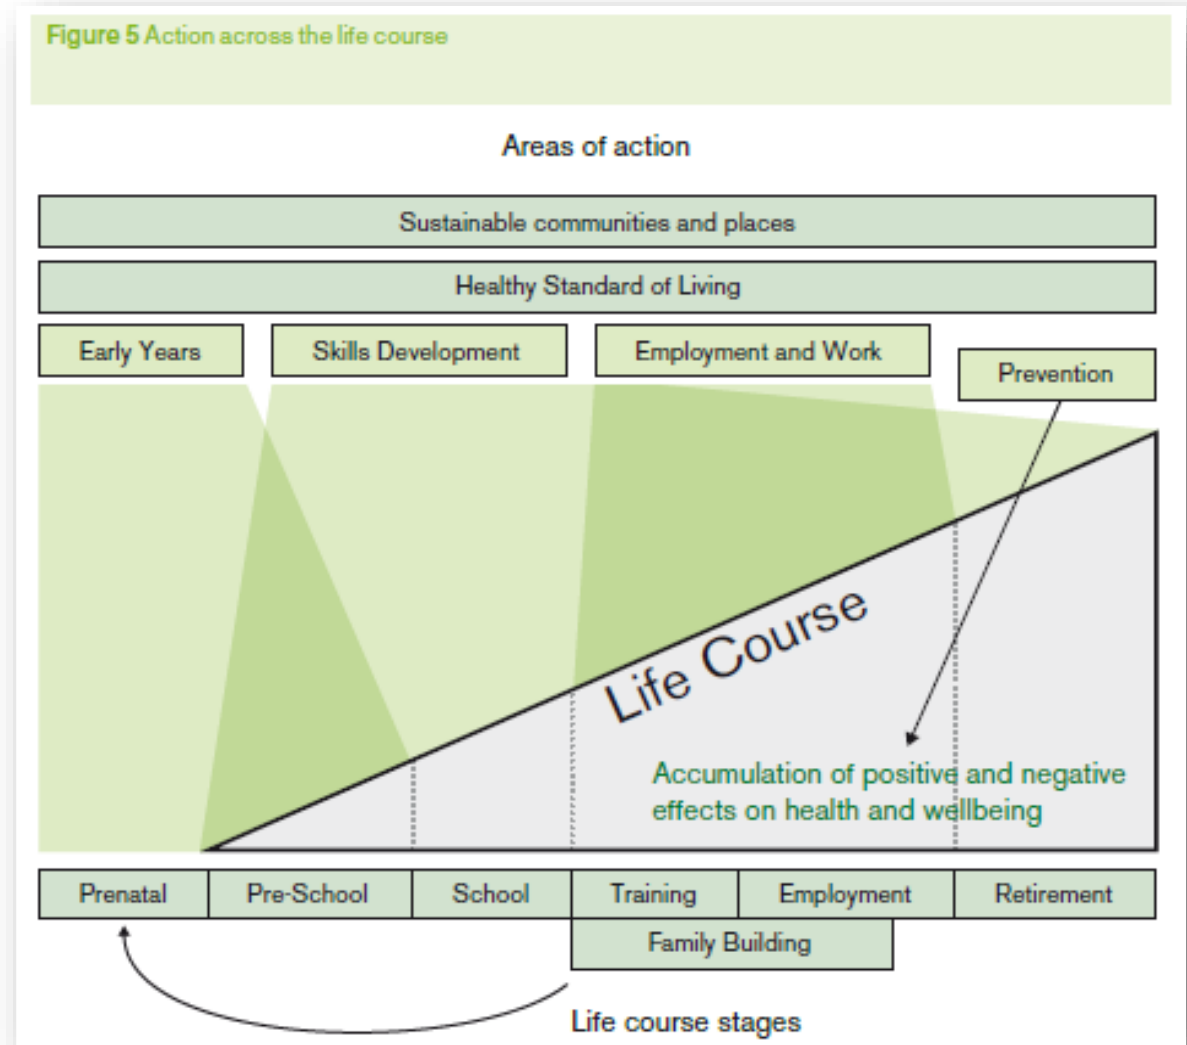 Figure 5 Action across the life course
Areas of action
Sustainable communities and places
Healthy Standard of Living
Early Years
Skills Development
Employment and Work
Prevention
Life Course
Accumulation of positive and negative
effects on health and wellbeing
Prenatal
Pre-School
School
Training
Employment
Retirement
Family Building
Life course stages